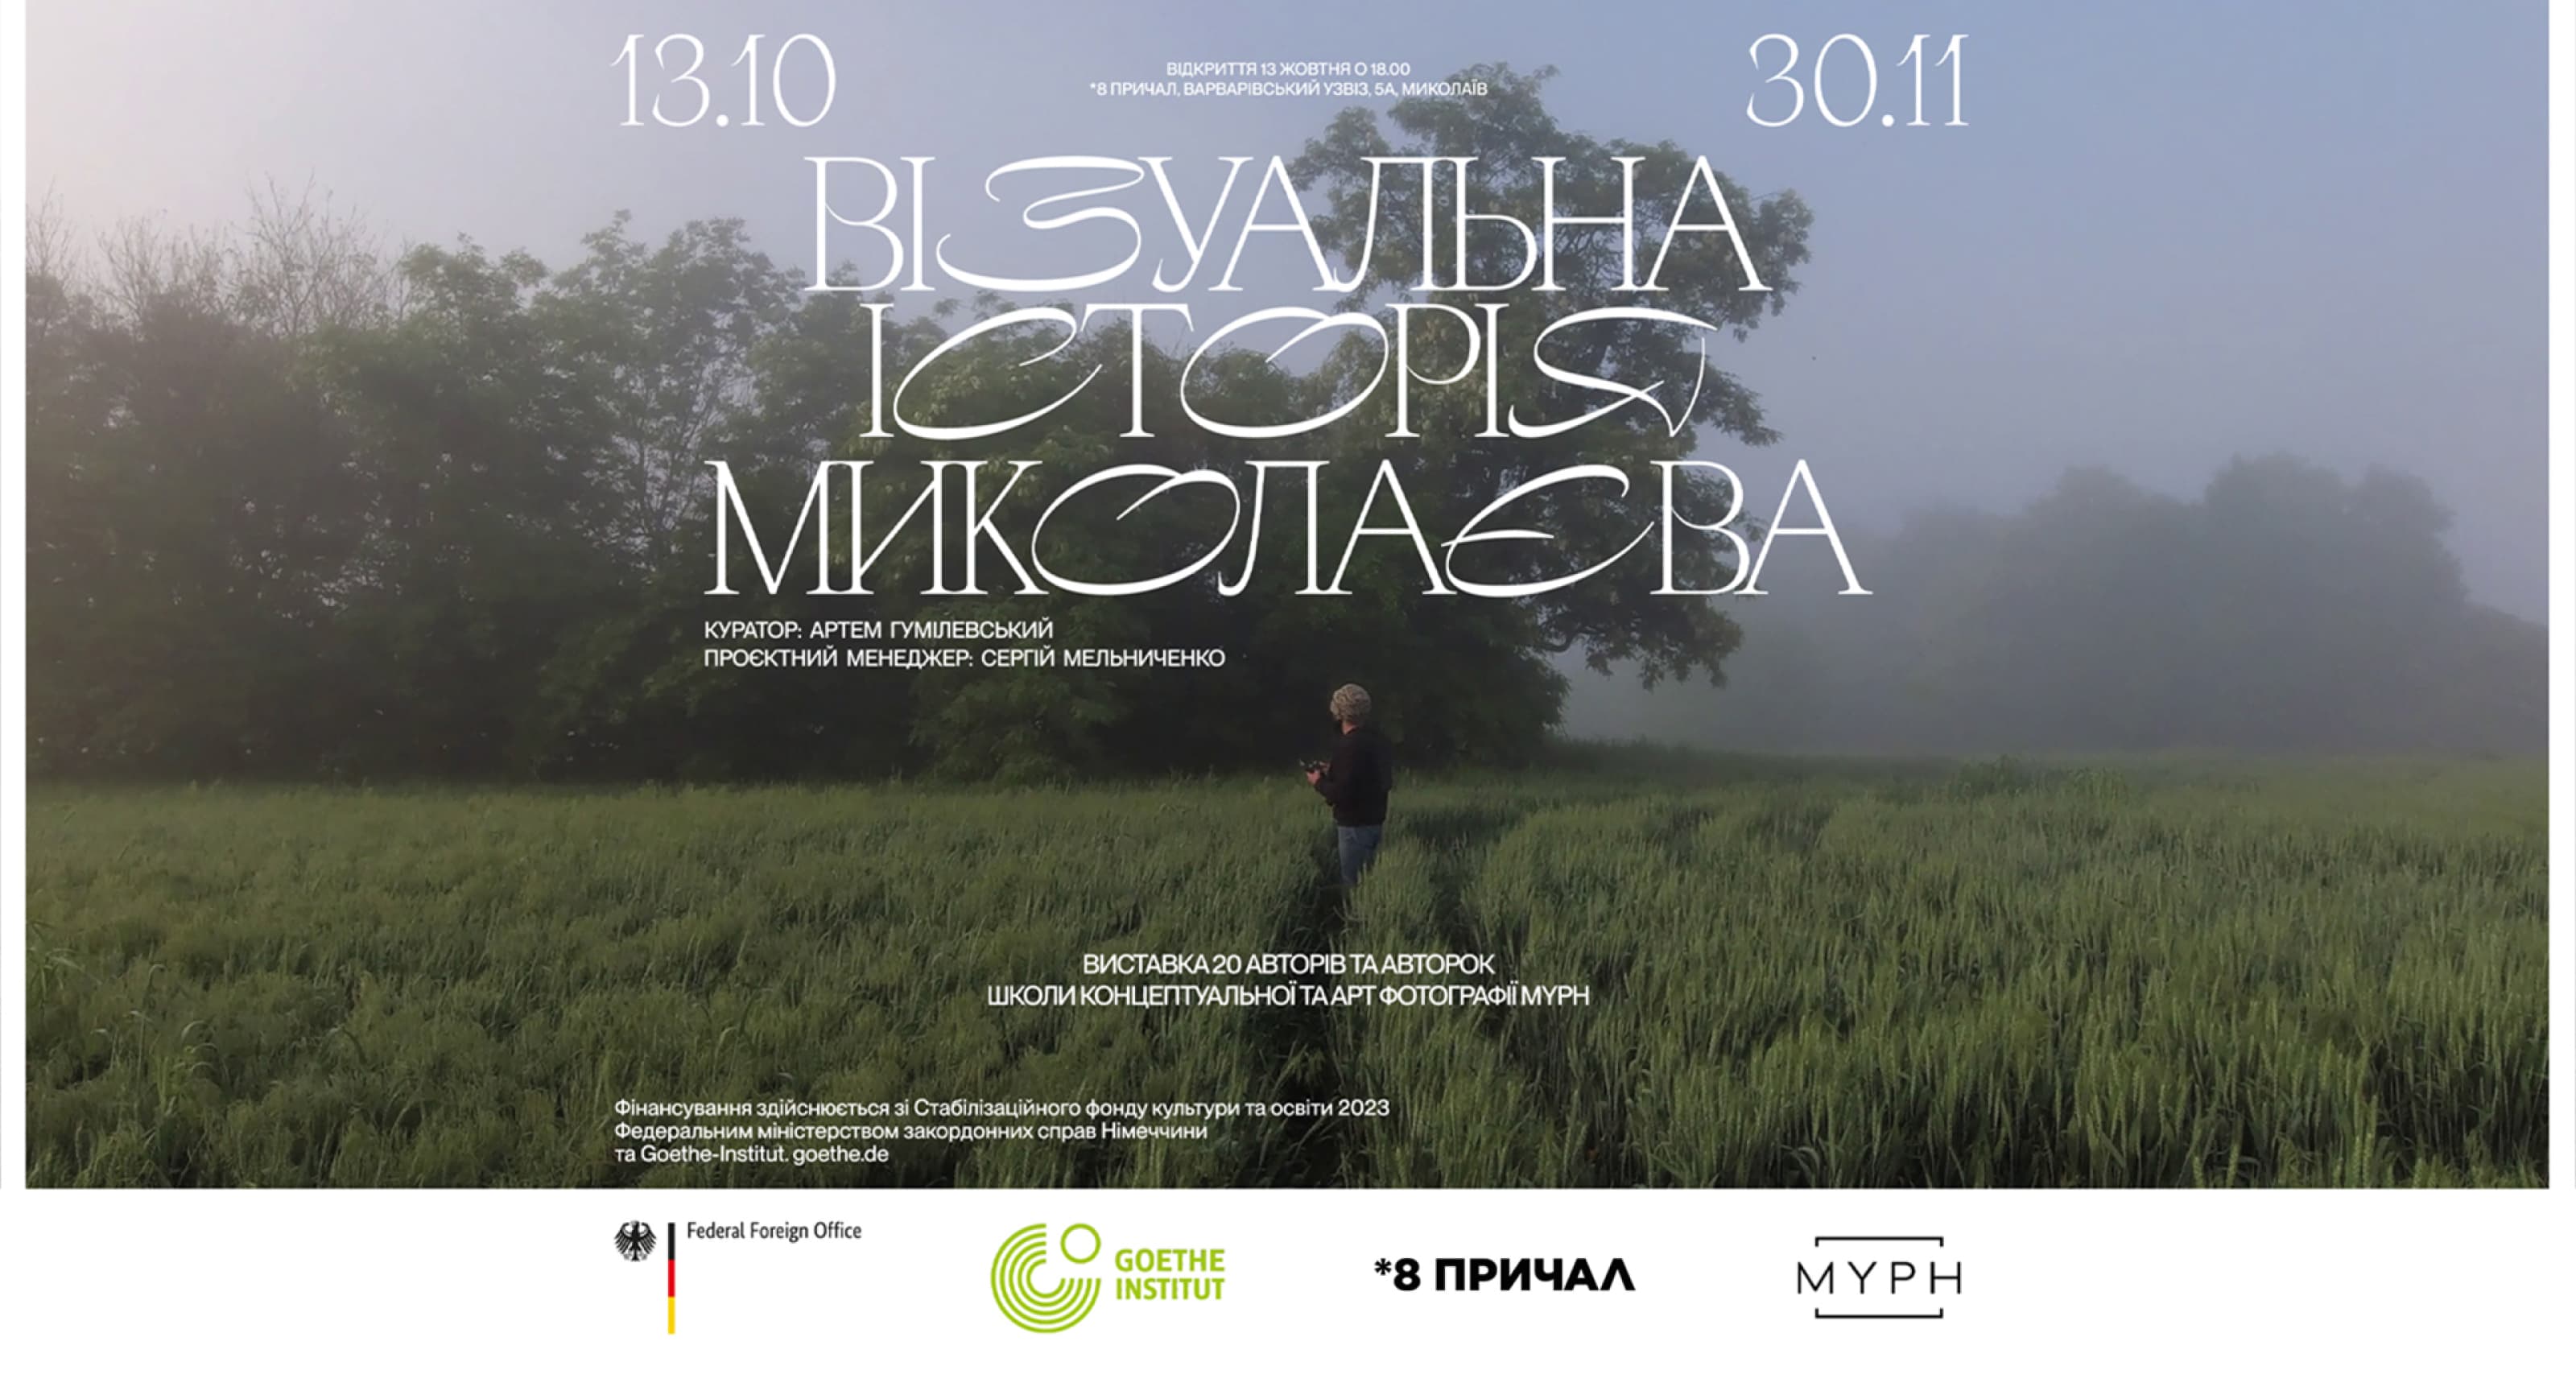 13.10
ВІДКРИТТЯ 13 ЖОВТНЯ О 18.00
*8 ПРИЧАЛ, ВАРВАРІВСЬКИЙ УЗВІЗ, 5А, МИКОЛАЇВ
30.11
ВІЗУАЛЬНА
ІСТОРІЯ
МИКОЛАЄВА
КУРАТОР: АРТЕМ ГУМІЛЕВСЬКИЙ
ПРОЄКТНИЙ МЕНЕДЖЕР: СЕРГІЙ МЕЛЬНИЧЕНКО
ВИСТАВКА 20 АВТОРІВ ТА АВТОРОК
ШКОЛИ КОНЦЕПТУАЛЬНОЇ ТА АРТ ФОТОГРАФІЇ MYPH
Фінансування здійснюється зі Стабілізаційного фонду культури та освіти 2023
Федеральним міністерством закордонних справ Німеччини
та Goethe-Institut. goethe.de
Federal Foreign Office
GOETHE
INSTITUT
*8 ПРИЧАЛ
MYPH